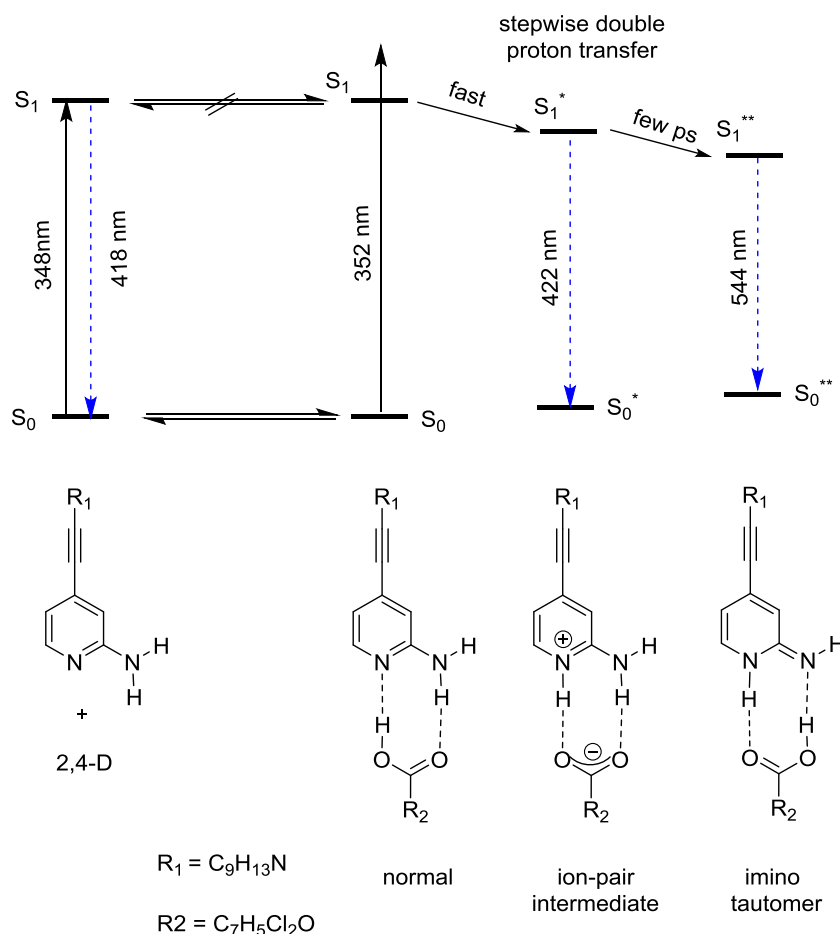 stepwise double
proton transfer
S1
S1
fast
S1*
few ps
S1**
348nm
418 nm
352 nm
422 nm
544 nm
S0
S0
S0*
S0**
R1
R1
R1
R1
N
N
H
H
N
N
H
H
N
⊕
N
H
H
H
N
N
H
H
+
2,4-D
H
O
O
R2
O
⊖
O
R2
H
O
O
R2
R1 = C9H13N
R2 = C7H5Cl2O
normal
ion-pair
intermediate
imino
tautomer